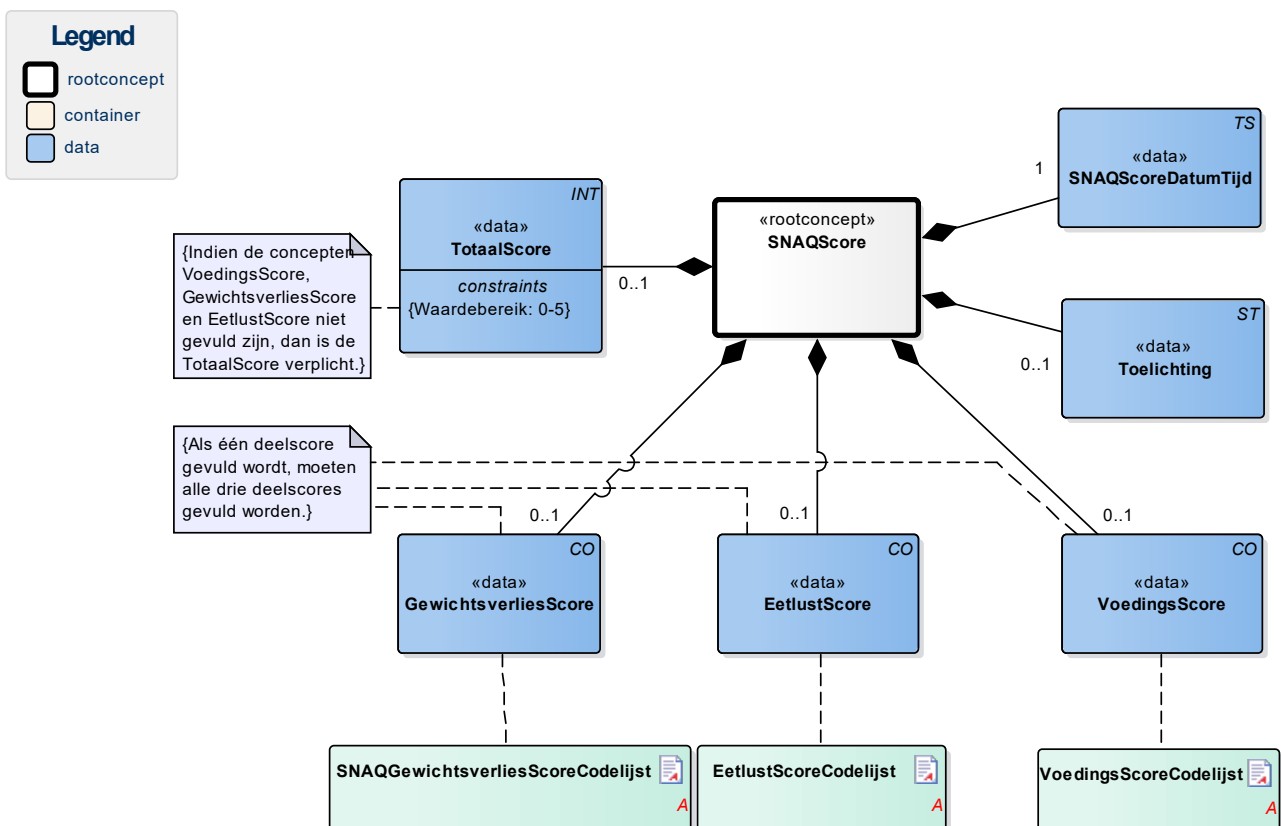 Legend
rootconcept
container
data
TS
«data»
SNAQScoreDatumTijd
1
INT
«data»
TotaalScore
constraints
{Waardebereik: 0-5}
0..1
«rootconcept»
SNAQScore
{Indien de concepten
VoedingsScore,
GewichtsverliesScore
en EetlustScore niet
gevuld zijn, dan is de
TotaalScore verplicht.}
ST
«data»
Toelichting
0..1
{Als één deelscore
gevuld wordt, moeten
alle drie deelscores
gevuld worden.}
0..1
0..1
0..1
CO
«data»
GewichtsverliesScore
CO
«data»
EetlustScore
CO
«data»
VoedingsScore
SNAQGewichtsverliesScoreCodelijst
A
EetlustScoreCodelijst
A
VoedingsScoreCodelijst
A